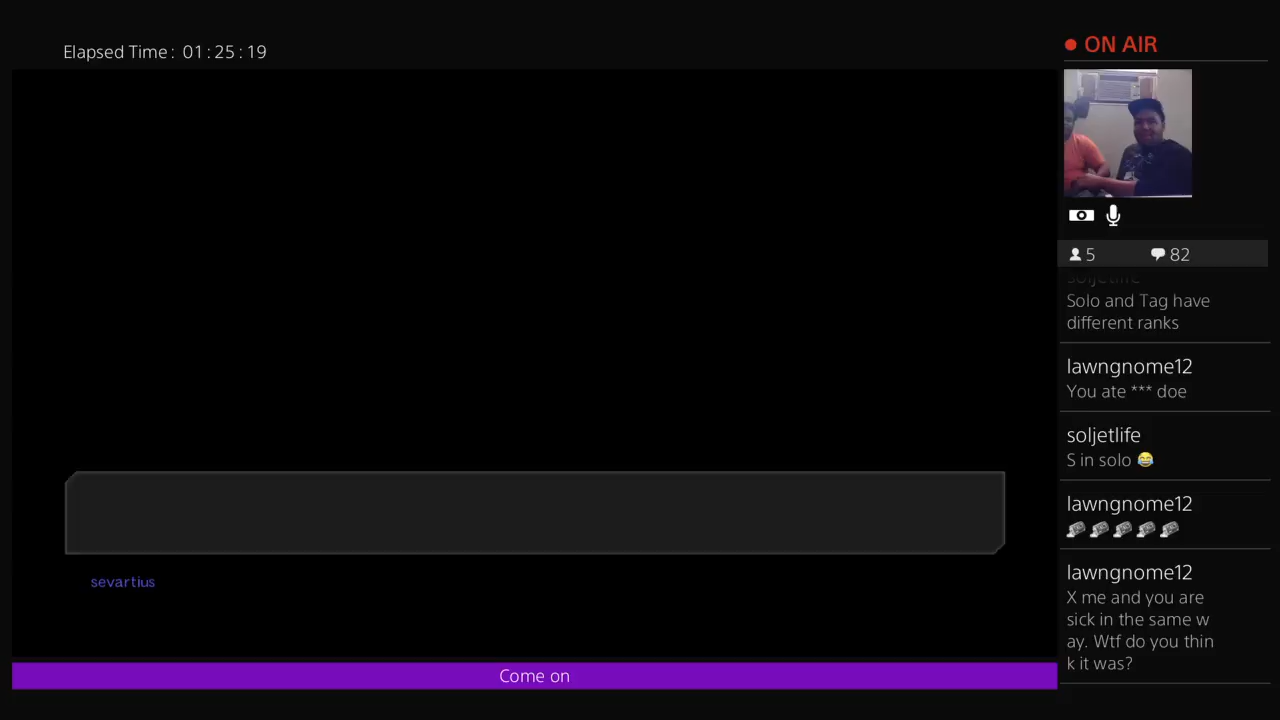 Elapsed Time: 01:25:19
ON AIR
5 82
soljetlife
Solo and Tag have
different ranks
lawngnome12
You ate *** doe
soljetlife
S in solo 😂
lawngnome12
lawngnome12
X me and you are
sick in the same w
ay. Wtf do you thin
k it was?
sevartius
Come on